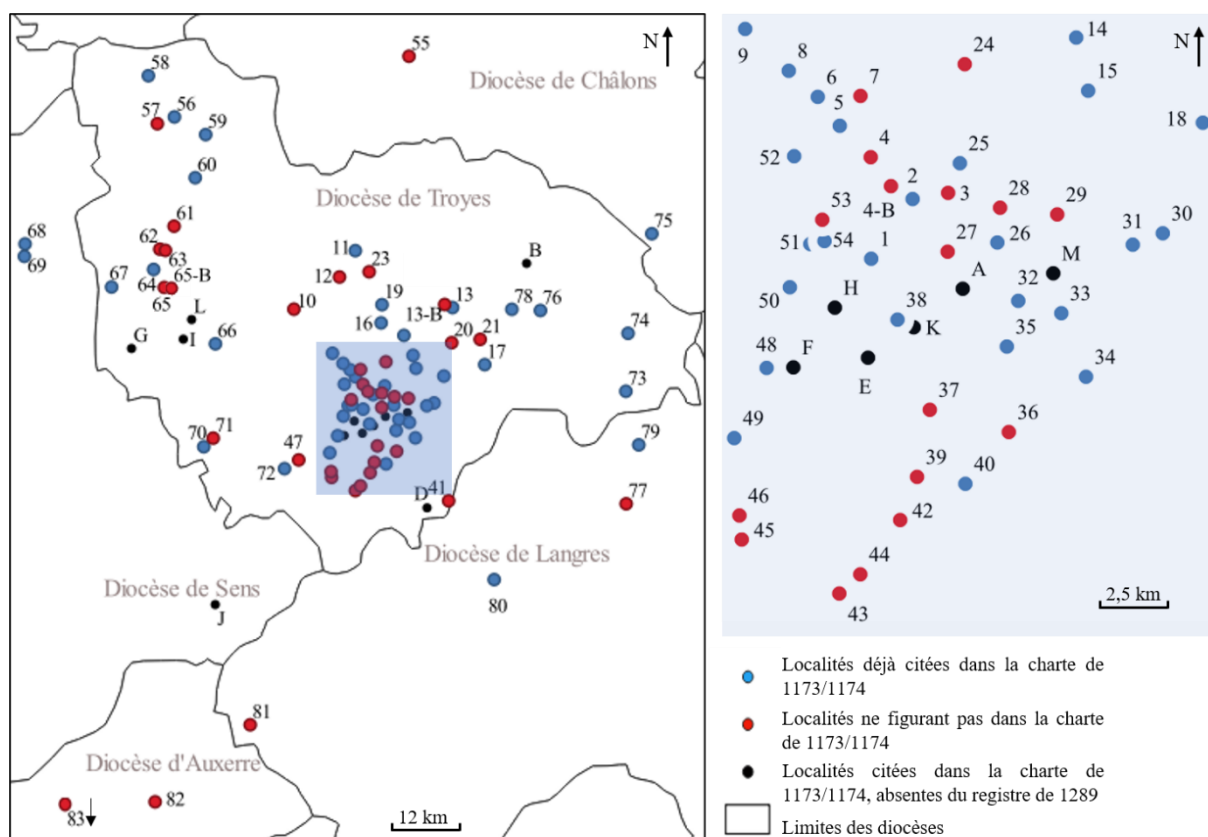 N
55
Diocèse de Châlons
58
57 56
59
60
Diocèse de Troyes
61
75
68
62
63
11
B
69
67
64
65-B
65
12
23
L
10
19
13
78
76
G
I
66
16
13-B
20
21
74
17
73
71
70
47
72
79
D
41
77
Diocèse de Langres
Diocèse de Sens
J
80
81
Diocèse d'Auxerre
83
82
12 km
N
9
8
24
14
6
7
15
5
18
4
25
52
2
53
4-B
3
28
29
30
31
51
54
1
27
26
M
A
50
H
32
33
38
K
35
48
F
E
34
37
49
36
39
40
46
42
45
44
43
2,5 km
Localités déjà citées dans la charte de
1173/1174
Localités ne figurant pas dans la charte
de 1173/1174
Localités citées dans la charte de
1173/1174, absentes du registre de 1289
Limites des diocèses